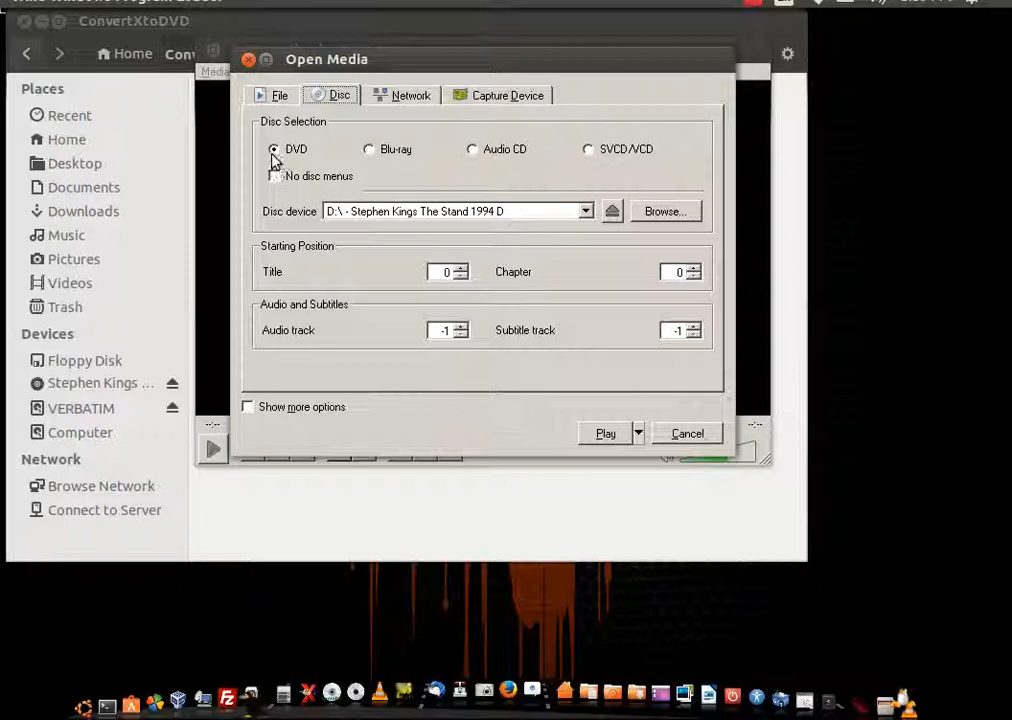 ConvertXtoDVD
Home Conv
Media
Open Media
File Disc Network Capture Device
Disc Selection
DVD Blu-ray Audio CD SVCD/VCD
No disc menus
Disc device D:\ - Stephen Kings The Stand 1994 D Browse...
Starting Position
Title 0 Chapter 0
Audio and Subtitles
Audio track -1 Subtitle track -1
Show more options
Play Cancel
--:-- --:--
Places
Recent
Home
Desktop
Documents
Downloads
Music
Pictures
Videos
Trash
Devices
Floppy Disk
Stephen Kings ...
VERBATIM
Computer
Network
Browse Network
Connect to Server